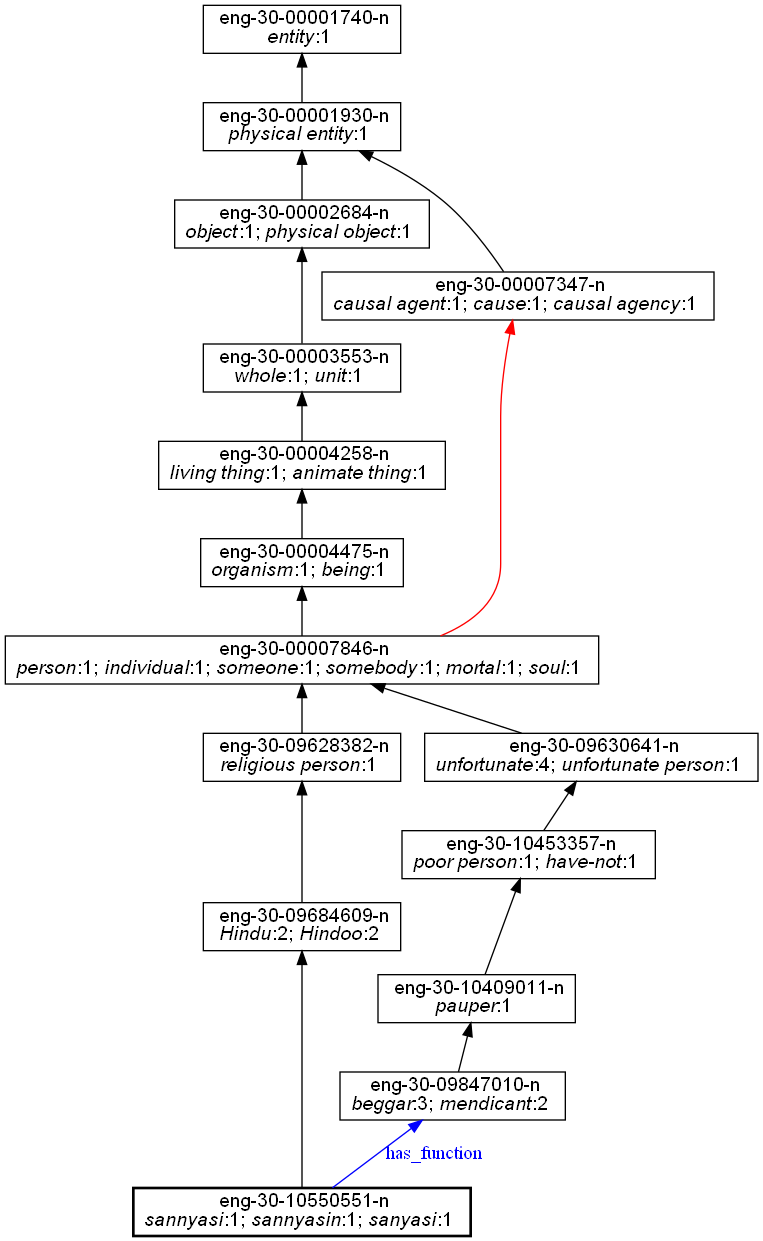 eng-30-00001740-n
entity:1
eng-30-00001930-n
physical entity:1
eng-30-00002684-n
object:1; physical object:1
eng-30-00007347-n
causal agent:1; cause:1; causal agency:1
eng-30-00003553-n
whole:1; unit:1
eng-30-00004258-n
living thing:1; animate thing:1
eng-30-00004475-n
organism:1; being:1
eng-30-00007846-n
person:1; individual:1; someone:1; somebody:1; mortal:1; soul:1
eng-30-09628382-n
religious person:1
eng-30-09630641-n
unfortunate:4; unfortunate person:1
eng-30-10453357-n
poor person:1; have-not:1
eng-30-09684609-n
Hindu:2; Hindoo:2
eng-30-10409011-n
pauper:1
eng-30-09847010-n
beggar:3; mendicant:2
has_function
eng-30-10550551-n
sannyasi:1; sannyasin:1; sanyasi:1